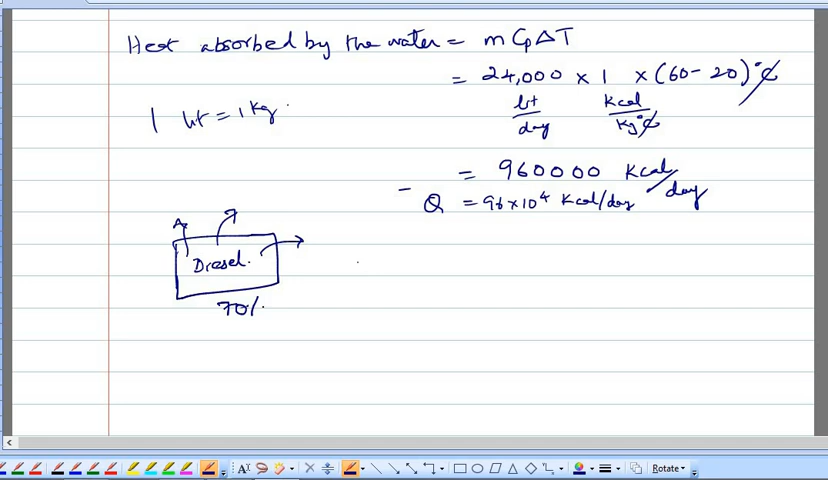 Heat absorbed by the water = m Cp ΔT
= 24,000 × 1 × (60 - 20) °C
lit/day Kcal/Kg °C
1 lit = 1 Kg.
= 960000 Kcal/day
Q = 96 × 10⁴ Kcal/day
Diesel.
70%.
Rotate